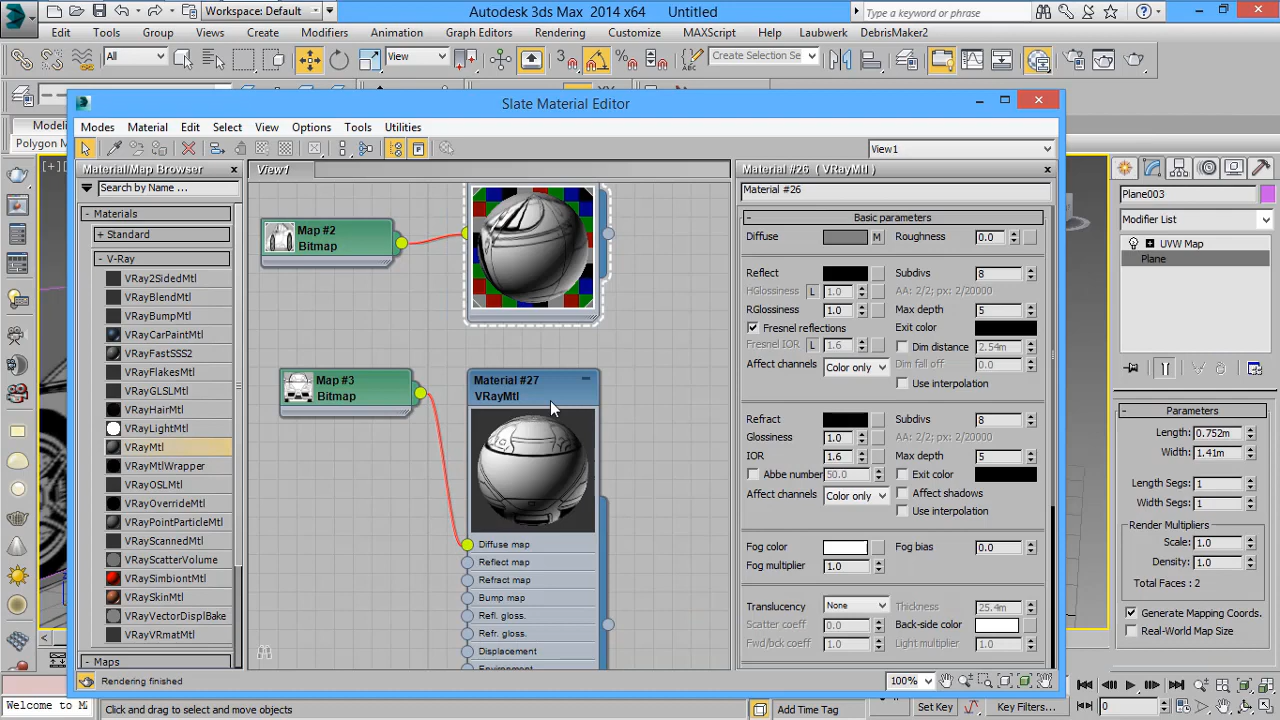 Workspace: Default
Autodesk 3ds Max 2014 x64 Untitled
Type a keyword or phrase
Edit Tools Group Views Create Modifiers Animation Graph Editors Rendering Customize MAXScript Help Laubwerk DebrisMaker2
All
View
Create Selection Se
Modeli
Polygon M
[+]
Slate Material Editor
Modes Material Edit Select View Options Tools Utilities
View1
Material/Map Browser
Search by Name ...
- Materials
+ Standard
- V-Ray
VRay2SidedMtl
VRayBlendMtl
VRayBumpMtl
VRayCarPaintMtl
VRayFastSSS2
VRayFlakesMtl
VRayGLSLMtl
VRayHairMtl
VRayLightMtl
VRayMtl
VRayMtlWrapper
VRayOSLMtl
VRayOverrideMtl
VRayPointParticleMtl
VRayScannedMtl
VRayScatterVolume
VRaySimbiontMtl
VRaySkinMtl
VRayVectorDisplBake
VRayVRmatMtl
+ Maps
View1
Map #2
Bitmap
Map #3
Bitmap
Material #27
VRayMtl
Diffuse map
Reflect map
Refract map
Bump map
Refl. gloss.
Refr. gloss.
Displacement
Environment
Material #26 ( VRayMtl )
Material #26
- Basic parameters
Diffuse M Roughness 0.0
Reflect Subdivs 8
HGlossiness L 1.0 AA: 2/2; px: 2/20000
RGlossiness 1.0 Max depth 5
Fresnel reflections Exit color
Fresnel IOR L 1.6 Dim distance 2.54m
Affect channels Color only Dim fall off 0.0
Use interpolation
Refract Subdivs 8
Glossiness 1.0 AA: 2/2; px: 2/20000
IOR 1.6 Max depth 5
Abbe number 50.0 Exit color
Affect channels Color only Affect shadows
Use interpolation
Fog color Fog bias 0.0
Fog multiplier 1.0
Translucency None Thickness 25.4m
Scatter coeff 0.0 Back-side color
Fwd/bck coeff 1.0 Light multiplier 1.0
Rendering finished
100%
Plane003
Modifier List
UVW Map
Plane
- Parameters
Length: 0.752m
Width: 1.41m
Length Segs: 1
Width Segs: 1
Render Multipliers
Scale: 1.0
Density: 1.0
Total Faces : 2
Generate Mapping Coords.
Real-World Map Size
Welcome to M
Click and drag to select and move objects
Add Time Tag
Set Key
Key Filters...
0